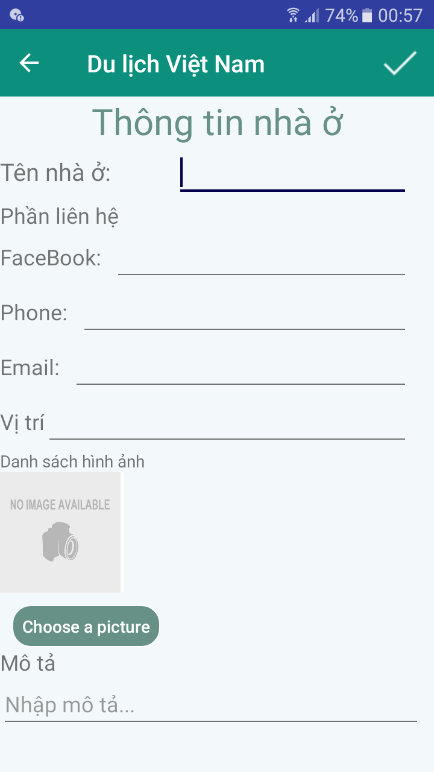 74% 00:57
Du lịch Việt Nam
Thông tin nhà ở
Tên nhà ở:
Phần liên hệ
FaceBook:
Phone:
Email:
Vị trí
Danh sách hình ảnh
NO IMAGE AVAILABLE
Choose a picture
Mô tả
Nhập mô tả...